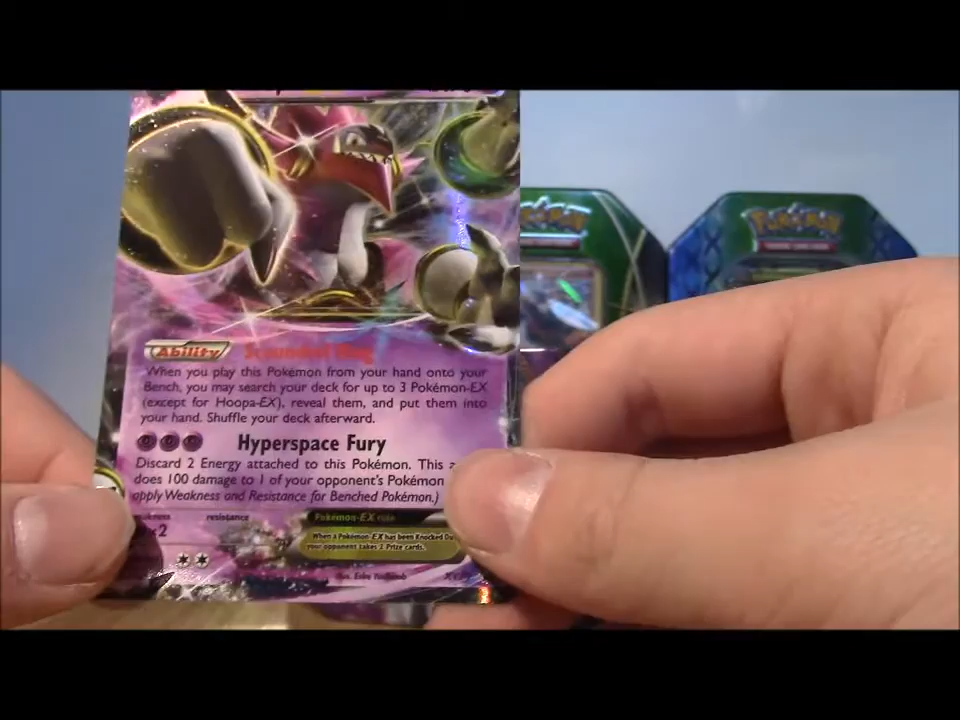 Ability Scoundrel Ring
When you play this Pokémon from your hand onto your
Bench, you may search your deck for up to 3 Pokémon-EX
(except for Hoopa-EX), reveal them, and put them into
your hand. Shuffle your deck afterward.
Hyperspace Fury
Discard 2 Energy attached to this Pokémon. This
does 100 damage to 1 of your opponent's Pokémon
apply Weakness and Resistance for Benched Pokémon.)
resistance
Pokémon-EX rule
When a Pokémon-EX has been Knocked Ou
your opponent takes 2 Prize cards.
POKéMON
POKéMON